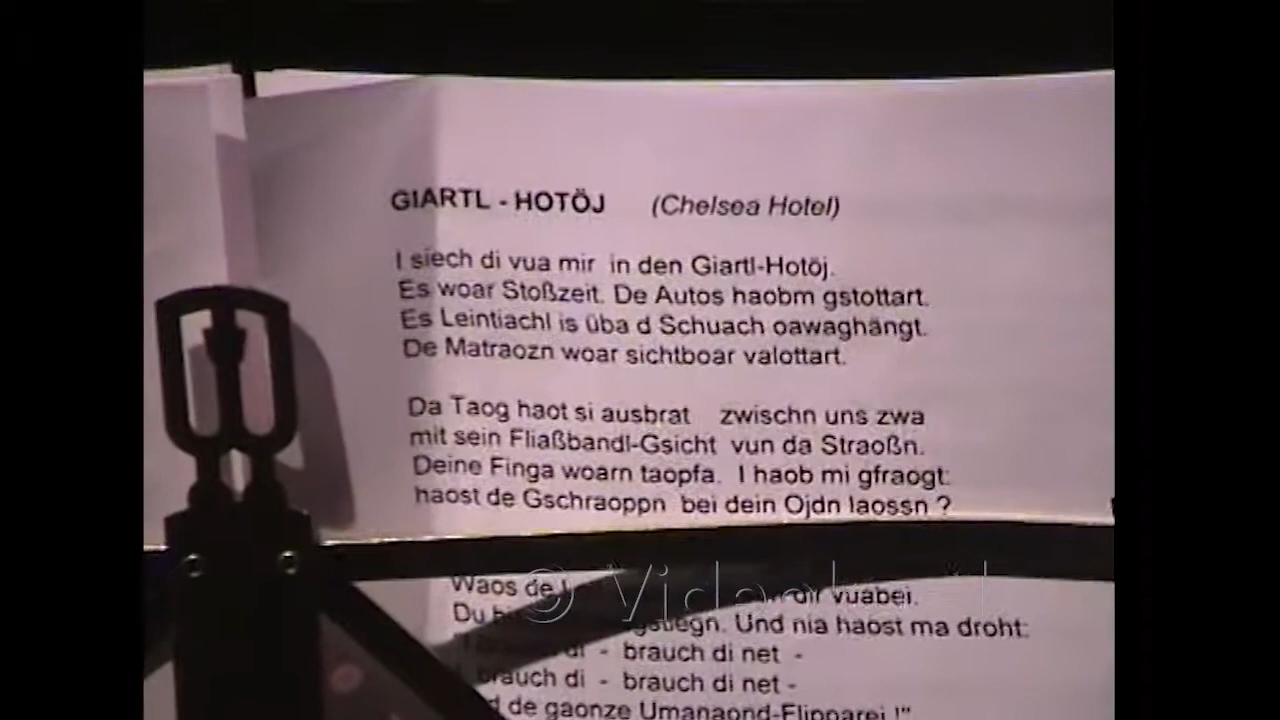 GIARTL - HOTÖJ (Chelsea Hotel)
I siech di vua mir in den Giartl-Hotöj.
Es woar Stoßzeit. De Autos haobm gstottart.
Es Leintiachl is üba d Schuach oawaghängt.
De Matraozn woar sichtboar valottart.
Da Taog haot si ausbrat zwischn uns zwa
mit sein Fliaßbandl-Gsicht vun da Straoßn.
Deine Finga woarn taopfa. I haob mi gfraogt:
haost de Gschraoppn bei dein Ojdn laossn ?
Waos de dir vuabei.
Du Und nia haost ma droht:
di - brauch di net -
brauch di - brauch di net -
de gaonze Umanaond-Flipparei !"
©